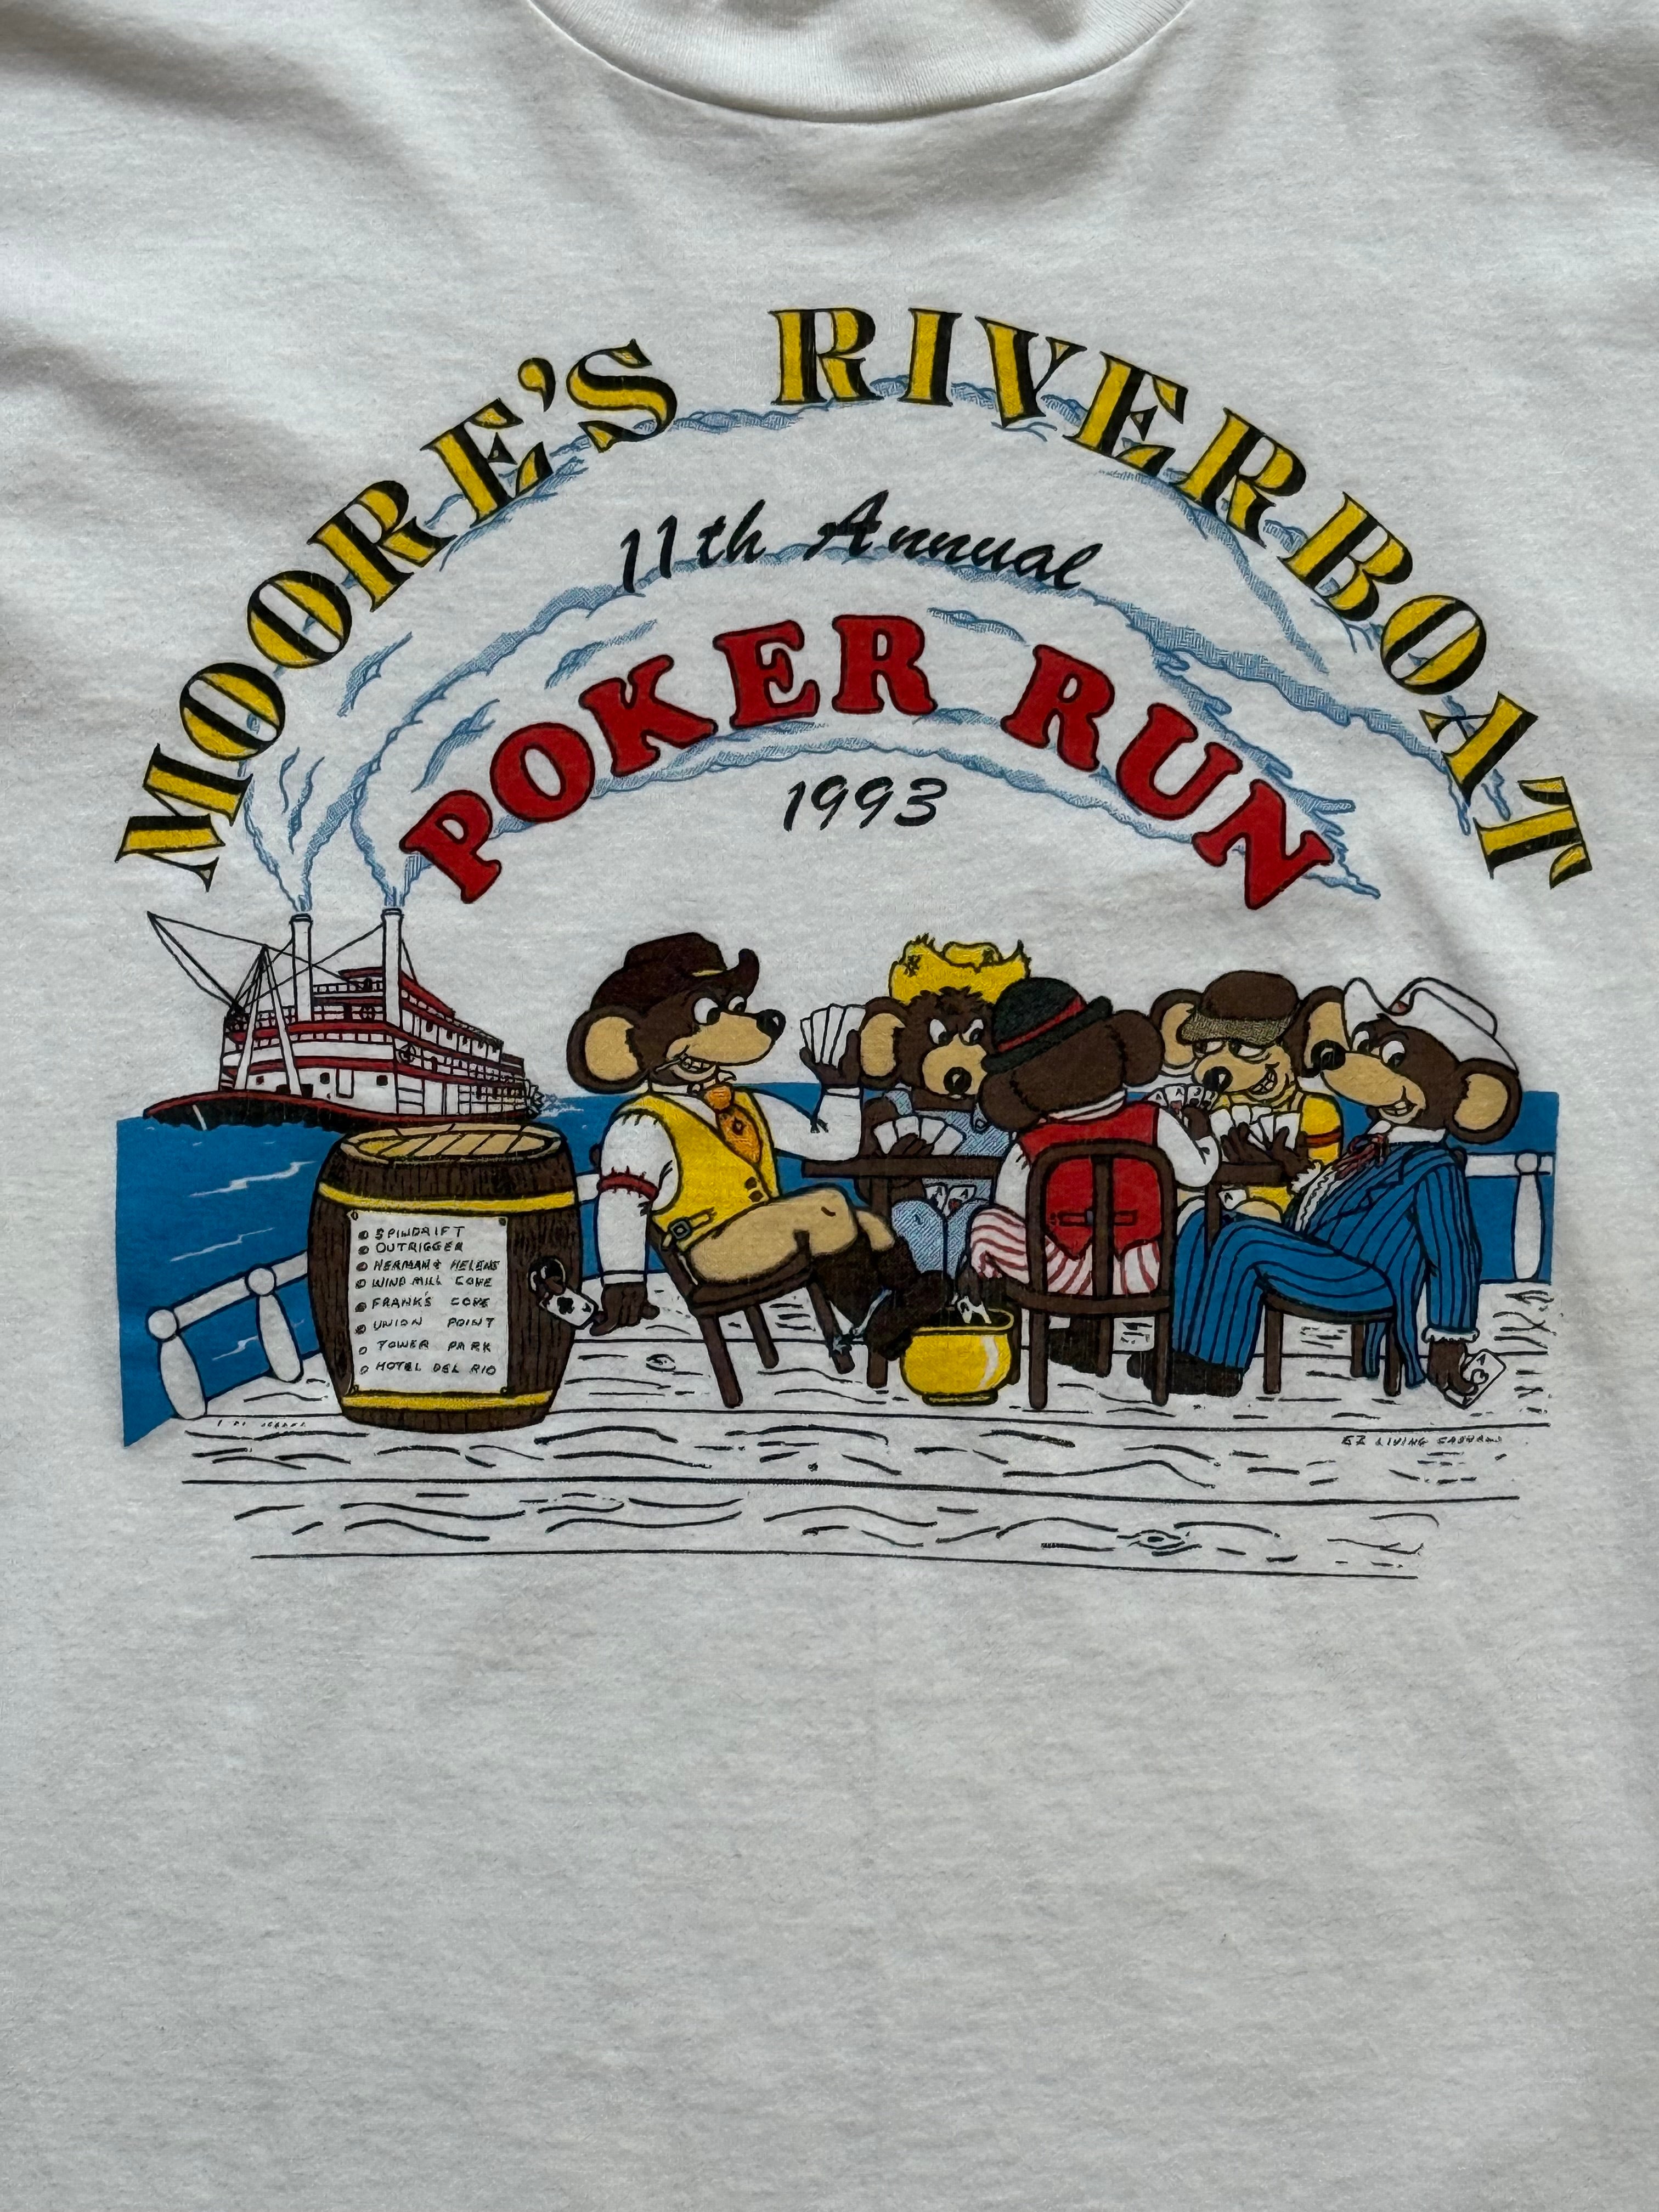 MOORE'S RIVERBOAT
11th Annual
POKER RUN
1993
SPINDRIFT
OUTRIGGER
HERMAN & HELENS
WIND MILL COVE
FRANK'S COVE
UNION POINT
TOWER PARK
HOTEL DEL RIO
EZ LIVING